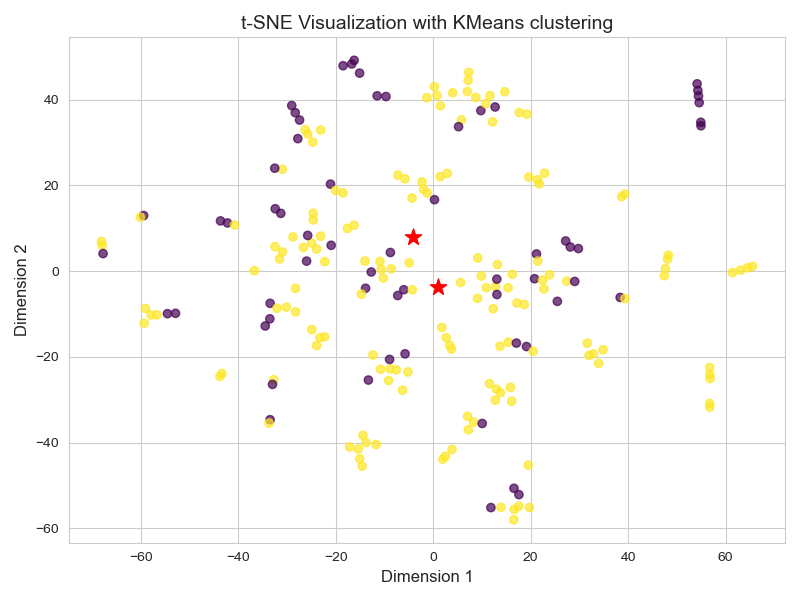 t-SNE Visualization with KMeans clustering
40
20
0
−20
−40
−60
Dimension 2
−60 −40 −20 0 20 40 60
Dimension 1